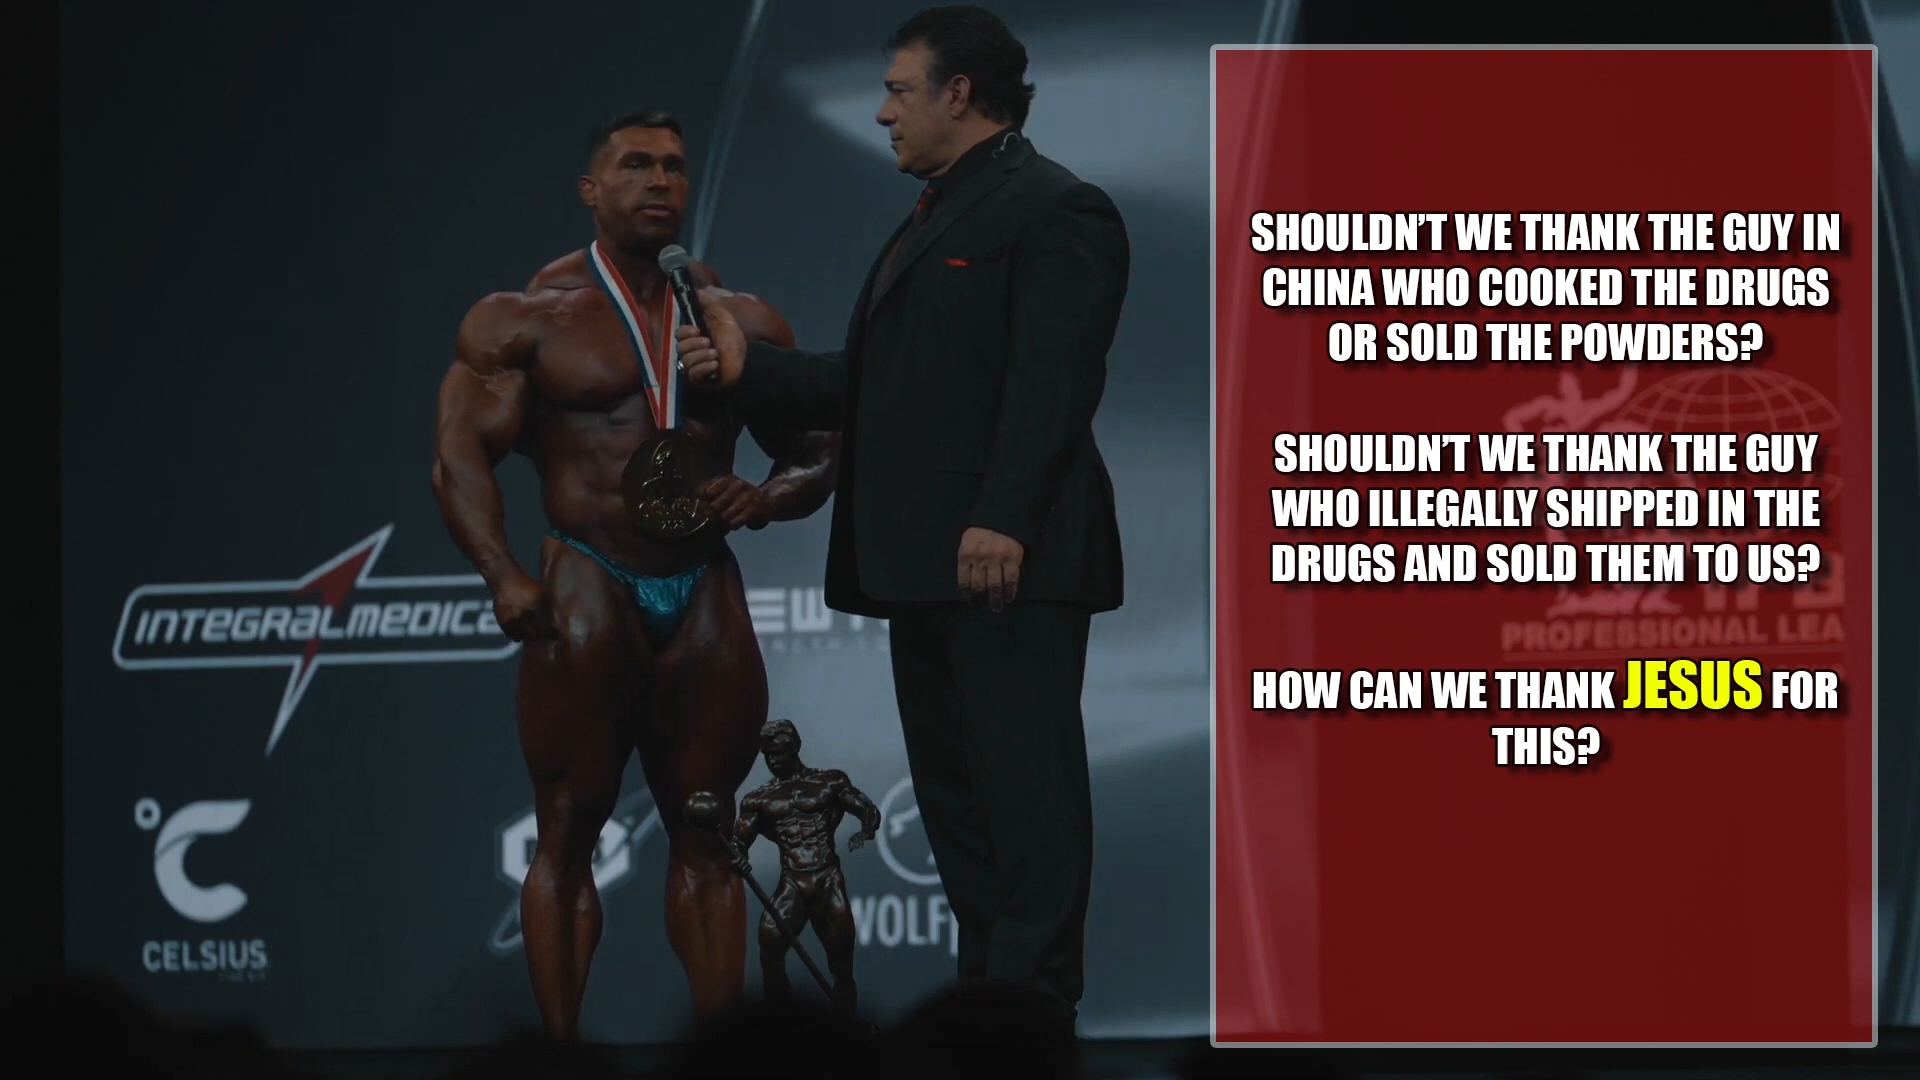 SHOULDN'T WE THANK THE GUY IN
CHINA WHO COOKED THE DRUGS
OR SOLD THE POWDERS?
SHOULDN'T WE THANK THE GUY
WHO ILLEGALLY SHIPPED IN THE
DRUGS AND SOLD THEM TO US?
HOW CAN WE THANK JESUS FOR
THIS?
PROFESSIONAL LEA
INTEGRALMEDICA
CELSIUS
WOLF
2023